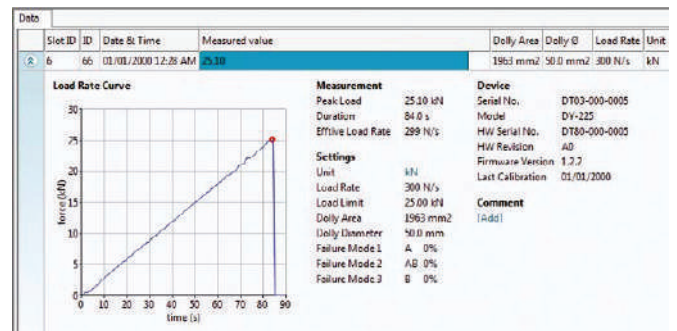 Data
Slot ID ID Date & Time Measured value Dolly Area Dolly Ø Load Rate Unit
6 66 01/01/2000 12:28 AM 25.10 1963 mm2 50.0 mm2 300 N/s kN
Load Rate Curve
30
25
20
15
10
5
0
force (kN)
0 10 20 30 40 50 60 70 80 90
time (s)
Measurement
Peak Load 25.10 kN
Duration 84.0 s
Efftive Load Rate 299 N/s
Settings
Unit kN
Load Rate 300 N/s
Load Limit 25.00 kN
Dolly Area 1963 mm2
Dolly Diameter 50.0 mm
Failure Mode 1 A 0%
Failure Mode 2 AB 0%
Failure Mode 3 B 0%
Device
Serial No. DT03-000-0005
Model DY-225
HW Serial No. DT80-000-0005
HW Revision A0
Firmware Version 1.2.2
Last Calibration 01/01/2000
Comment
[Add]